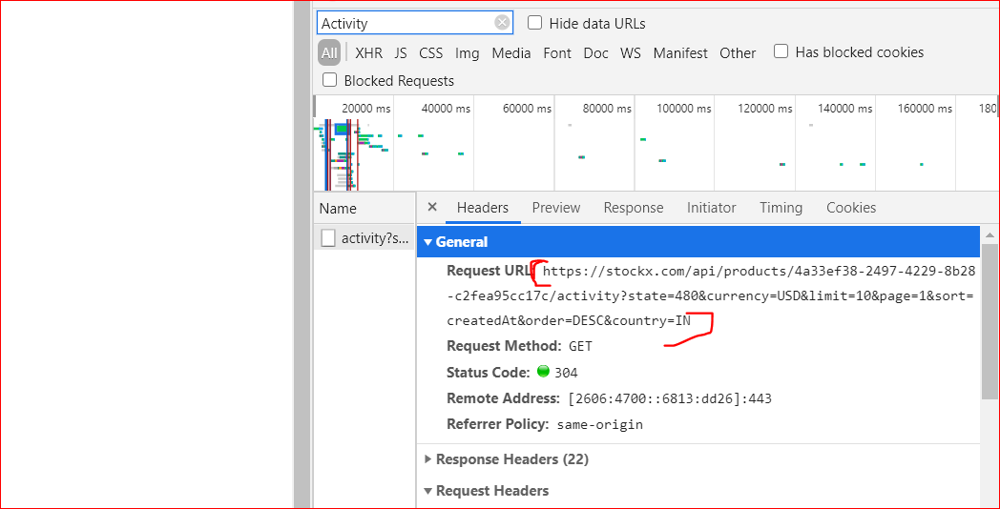 Activity Hide data URLs
All XHR JS CSS Img Media Font Doc WS Manifest Other Has blocked cookies
Blocked Requests
20000 ms 40000 ms 60000 ms 80000 ms 100000 ms 120000 ms 140000 ms 160000 ms 180
Name × Headers Preview Response Initiator Timing Cookies
activity?s...
General
Request URL: https://stockx.com/api/products/4a33ef38-2497-4229-8b28
-c2fea95cc17c/activity?state=480&currency=USD&limit=10&page=1&sort=
createdAt&order=DESC&country=IN
Request Method: GET
Status Code: 304
Remote Address: [2606:4700::6813:dd26]:443
Referrer Policy: same-origin
Response Headers (22)
Request Headers